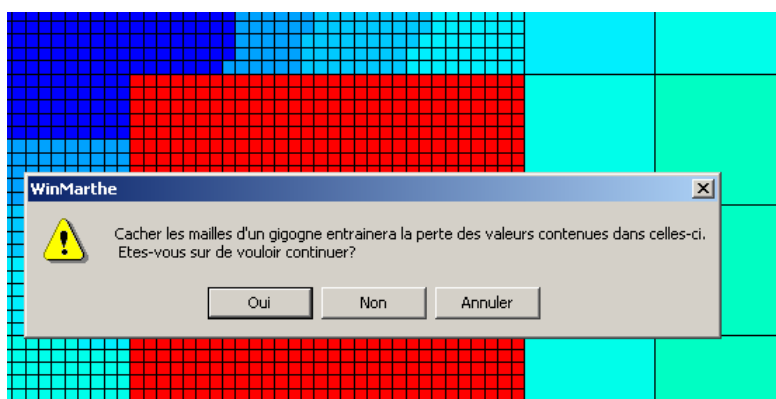 WinMarthe
Cacher les mailles d'un gigogne entrainera la perte des valeurs contenues dans celles-ci.
Etes-vous sur de vouloir continuer?
Oui
Non
Annuler